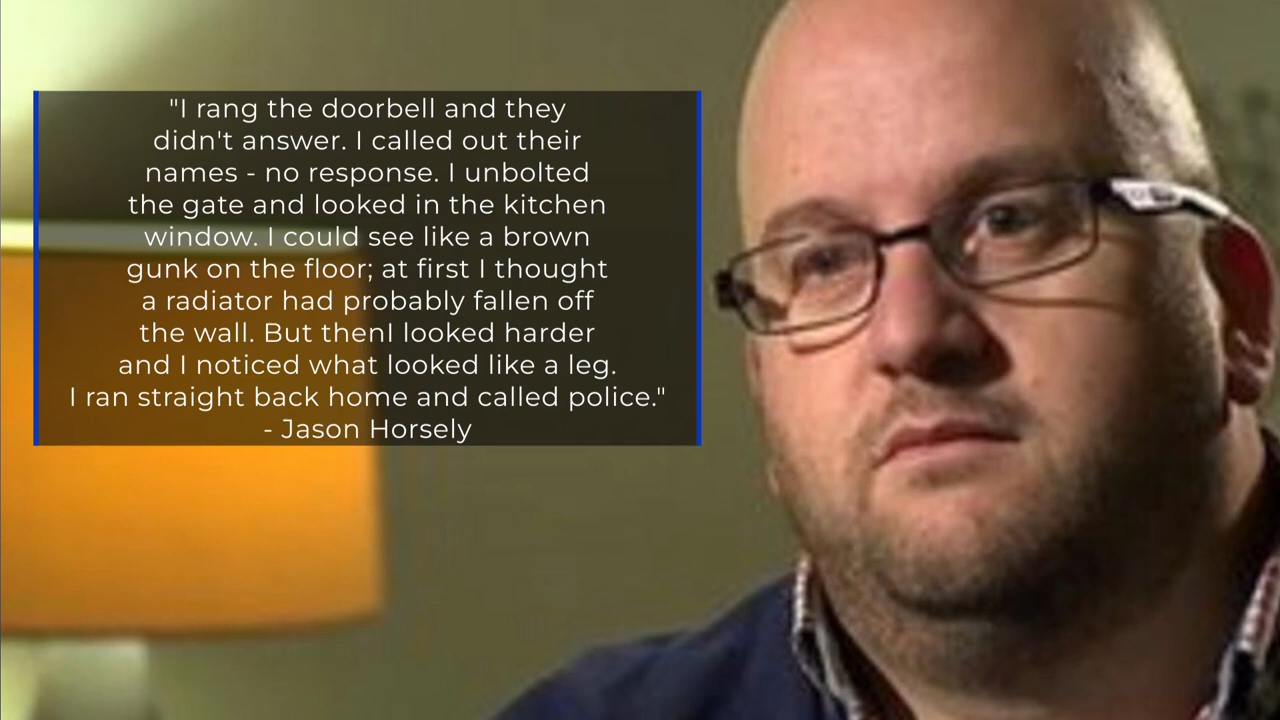 "I rang the doorbell and they
didn't answer. I called out their
names - no response. I unbolted
the gate and looked in the kitchen
window. I could see like a brown
gunk on the floor; at first I thought
a radiator had probably fallen off
the wall. But thenI looked harder
and I noticed what looked like a leg.
I ran straight back home and called police."
- Jason Horsely